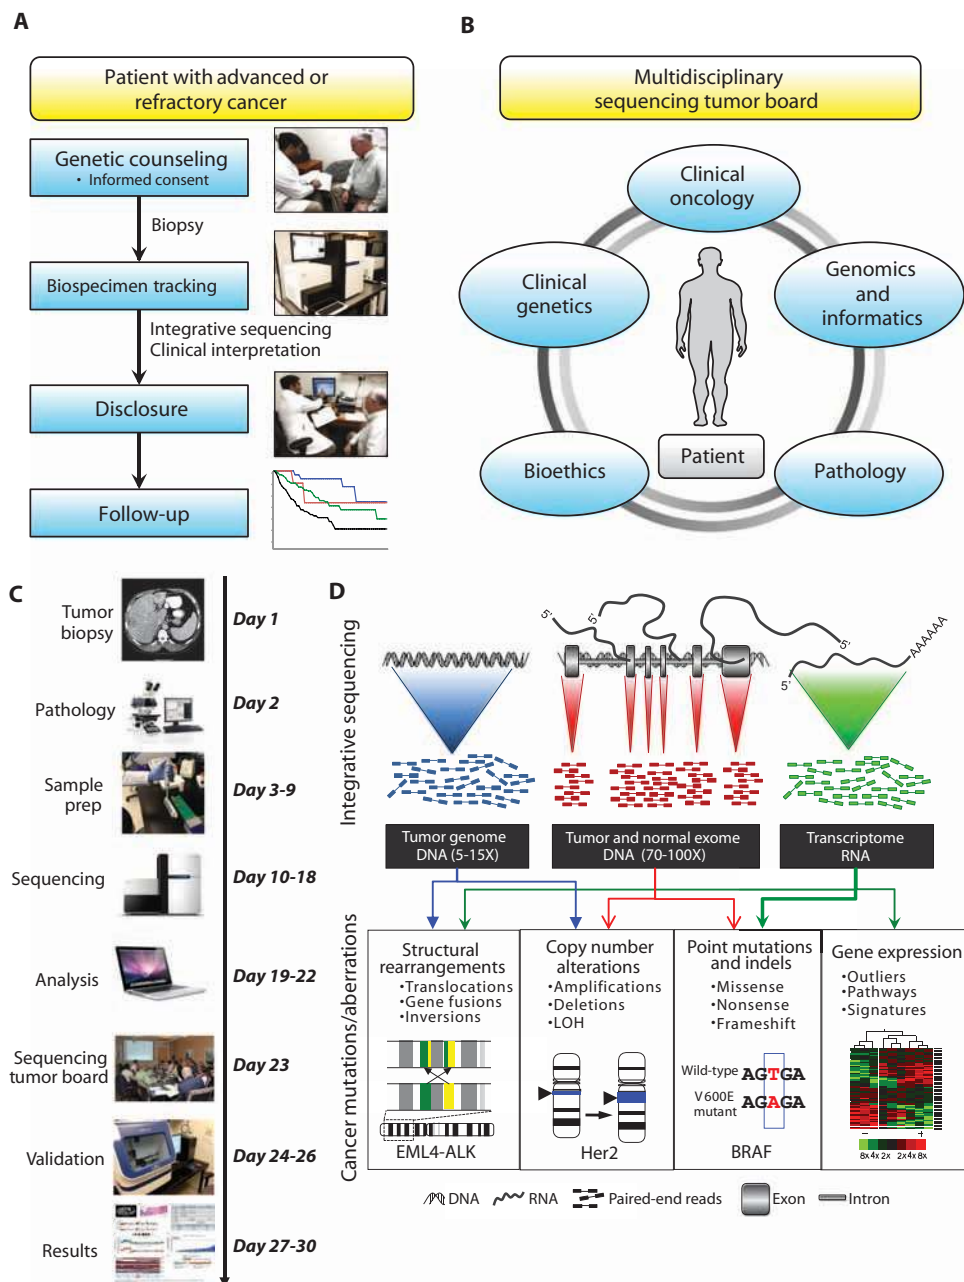 A
Patient with advanced or
refractory cancer
Genetic counseling
• Informed consent
Biopsy
Biospecimen tracking
Integrative sequencing
Clinical interpretation
Disclosure
Follow-up
B
Multidisciplinary
sequencing tumor board
Clinical
oncology
Clinical
genetics
Genomics
and
informatics
Bioethics
Patient
Pathology
C
Tumor
biopsy
Day 1
Pathology
Day 2
Sample
prep
Day 3-9
Sequencing
Day 10-18
Analysis
Day 19-22
Sequencing
tumor board
Day 23
Validation
Day 24-26
Results
Day 27-30
D
Integrative sequencing
5'
5'
5'
5'
AAAAAA
Tumor genome
DNA (5-15X)
Tumor and normal exome
DNA (70-100X)
Transcriptome
RNA
Cancer mutations/aberrations
Structural
rearrangements
•Translocations
•Gene fusions
•Inversions
EML4-ALK
Copy number
alterations
•Amplifications
•Deletions
•LOH
Her2
Point mutations
and indels
•Missense
•Nonsense
•Frameshift
Wild-type AGTGA
V600E
mutant AGAGA
BRAF
Gene expression
•Outliers
•Pathways
•Signatures
− +
8x 4x 2x 2x 4x 8x
DNA
RNA
Paired-end reads
Exon
Intron